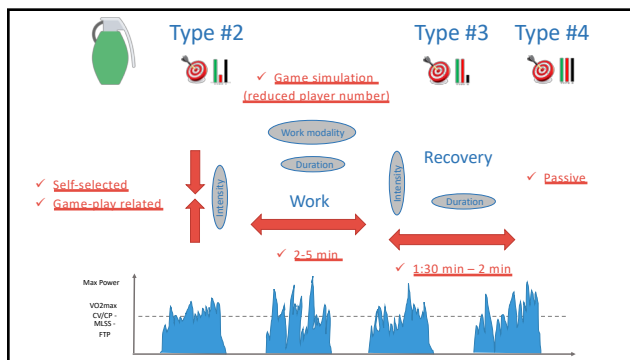 Type #2
Type #3
Type #4
✓ Game simulation
(reduced player number)
Work modality
Duration
Intensity
Recovery
Intensity
Duration
✓ Passive
✓ Self-selected
✓ Game-play related
Work
✓ 2-5 min
✓ 1:30 min – 2 min
Max Power
VO2max
CV/CP -
MLSS -
FTP